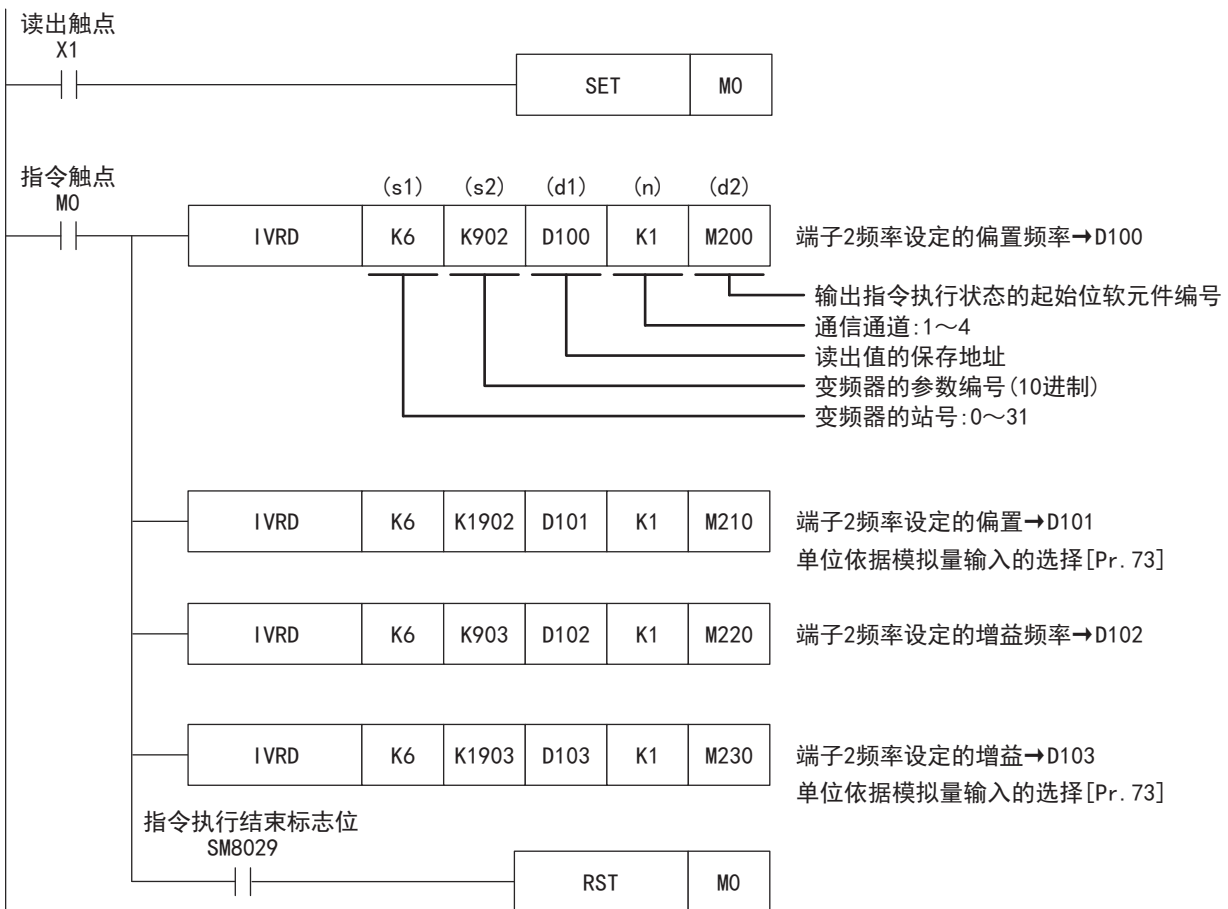 读出触点
X1
SET M0
指令触点
M0
(s1) (s2) (d1) (n) (d2)
IVRD K6 K902 D100 K1 M200 端子2频率设定的偏置频率→D100
输出指令执行状态的起始位软元件编号
通信通道:1～4
读出值的保存地址
变频器的参数编号(10进制)
变频器的站号:0～31
IVRD K6 K1902 D101 K1 M210 端子2频率设定的偏置→D101
单位依据模拟量输入的选择[Pr.73]
IVRD K6 K903 D102 K1 M220 端子2频率设定的增益频率→D102
IVRD K6 K1903 D103 K1 M230 端子2频率设定的增益→D103
单位依据模拟量输入的选择[Pr.73]
指令执行结束标志位
SM8029
RST M0